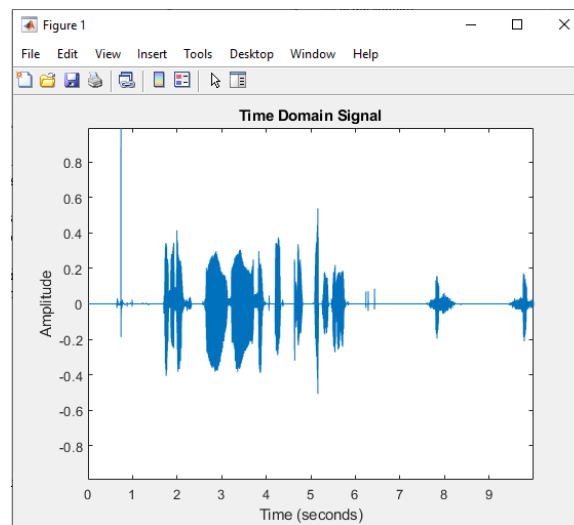 Figure 1
File Edit View Insert Tools Desktop Window Help
Time Domain Signal
0.8
0.6
0.4
0.2
0
-0.2
-0.4
-0.6
-0.8
Amplitude
0 1 2 3 4 5 6 7 8 9
Time (seconds)